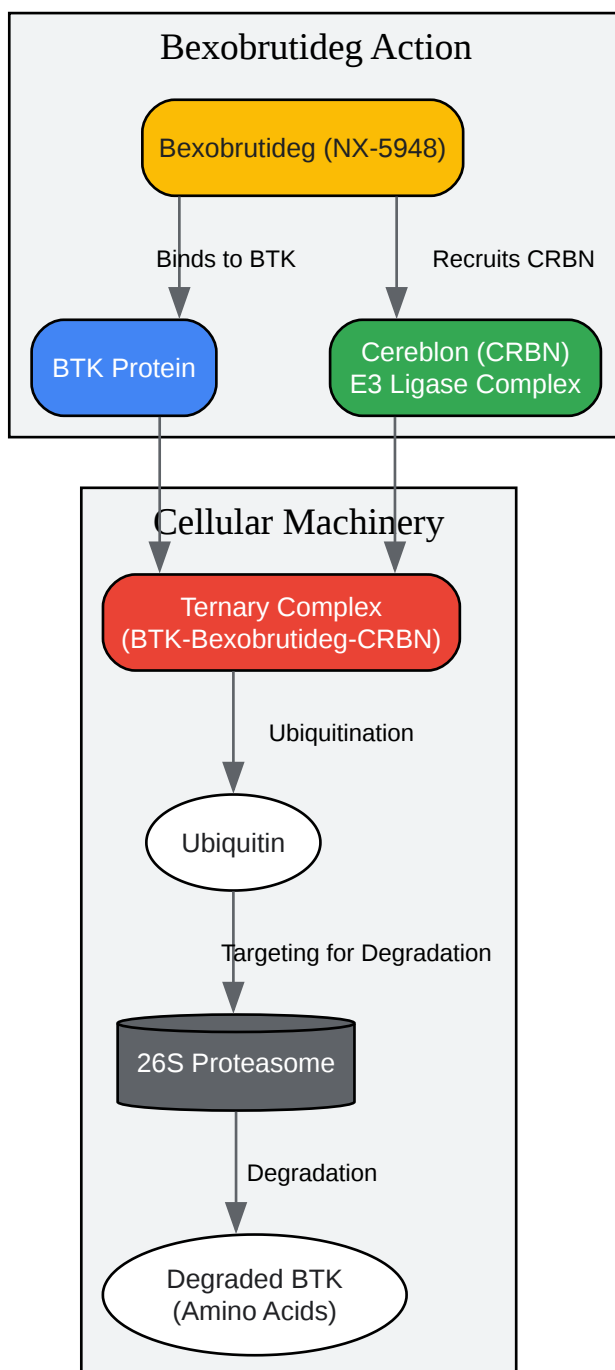 Bexobrutideg Action
Bexobrutideg (NX-5948)
Binds to BTK
Recruits CRBN
BTK Protein
Cereblon (CRBN)
E3 Ligase Complex
Cellular Machinery
Ternary Complex
(BTK-Bexobrutideg-CRBN)
Ubiquitination
Ubiquitin
Targeting for Degradation
26S Proteasome
Degradation
Degraded BTK
(Amino Acids)